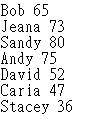 Bob 65
Jeana 73
Sandy 80
Andy 75
David 52
Caria 47
Stacey 36